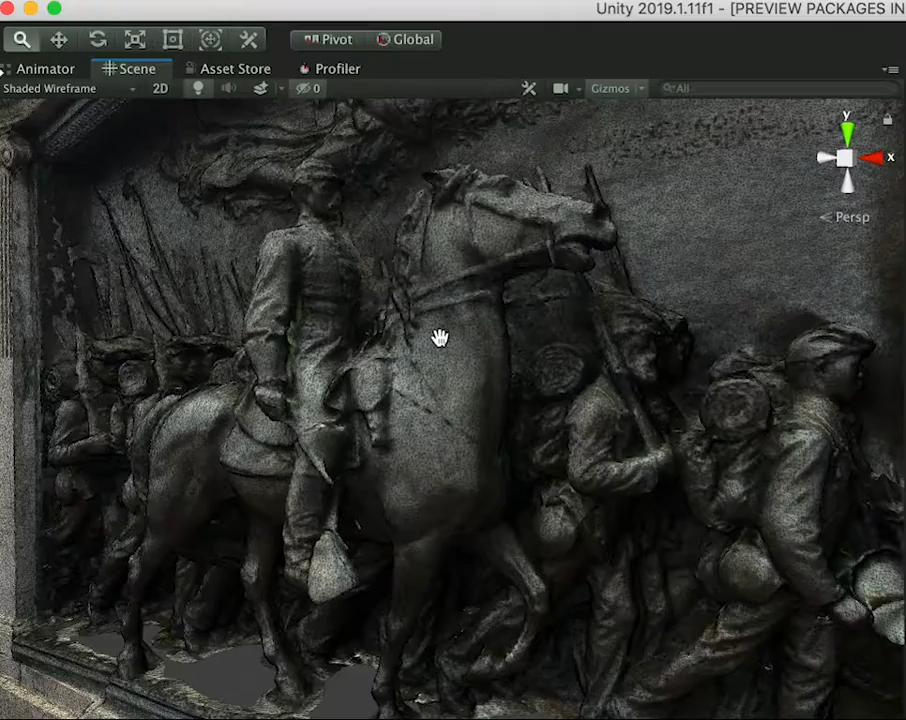 Unity 2019.1.11f1 - [PREVIEW PACKAGES IN
Pivot Global
Animator Scene Asset Store Profiler
Shaded Wireframe 2D 0 Gizmos All
y
x
Persp